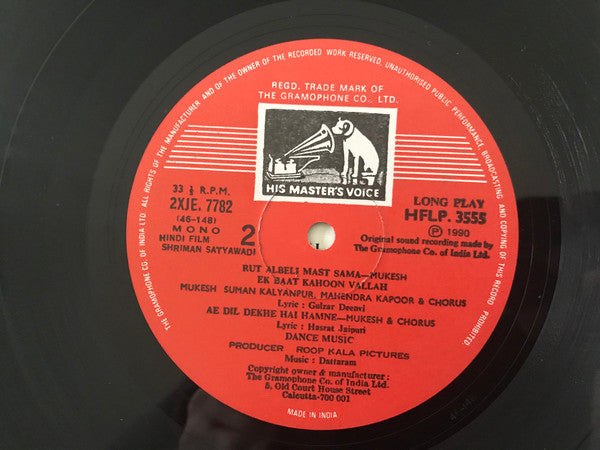 THE GRAMOPHONE CO. OF INDIA LTD. ALL RIGHTS OF THE MANUFACTURER AND OF THE OWNER OF THE RECORDED WORK RESERVED. UNAUTHORISED PUBLIC PERFORMANCE, BROADCASTING AND COPYING OF THIS RECORD PROHIBITED
REGD. TRADE MARK OF
THE GRAMOPHONE CO., LTD.
HIS MASTER'S VOICE
33 ⅓ R.P.M.
2XJE. 7782
(46-148)
MONO
HINDI FILM
SHRIMAN SATYAWADI
2
LONG PLAY
HFLP. 3555
Ⓟ 1990
Original sound recording made by
The Gramophone Co. of India Ltd.
RUT ALBELI MAST SAMA—MUKESH
EK BAAT KAHOON VALLAH
MUKESH SUMAN KALYANPUR, MAHENDRA KAPOOR & CHORUS
Lyric : Gulzar Deenvi
AE DIL DEKHE HAI HAMNE—MUKESH & CHORUS
Lyric : Hasrat Jaipuri
DANCE MUSIC
PRODUCER ROOP KALA PICTURES
Music : Dattaram
Copyright owner & manufacturer :
The Gramophone Co. of India Ltd.
5, Old Court House Street
Calcutta-700 001
MADE IN INDIA